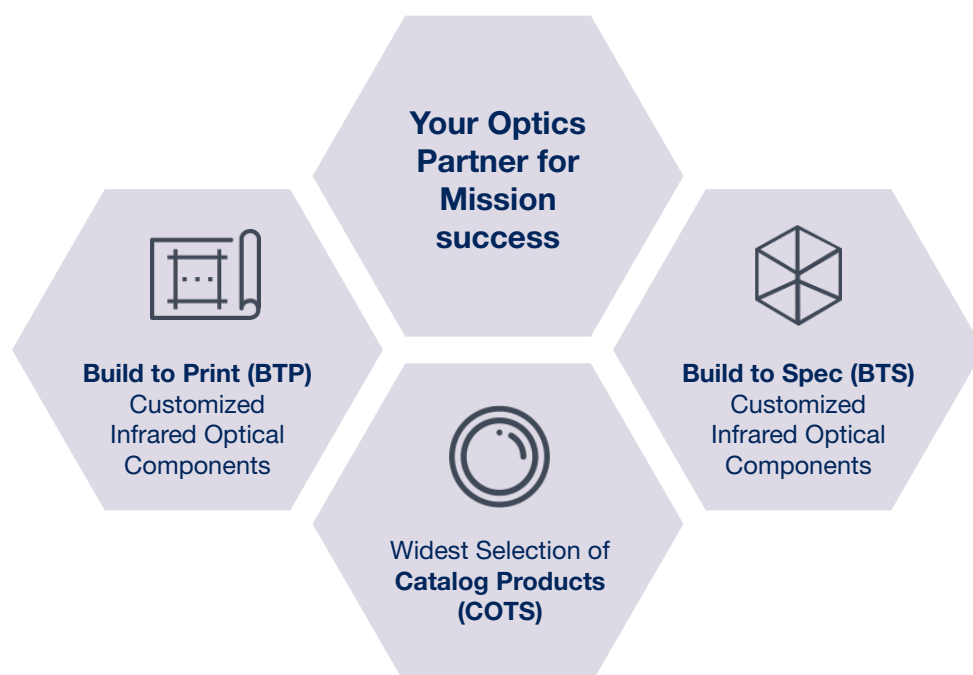 Your Optics
Partner for
Mission
success
Build to Print (BTP)
Customized
Infrared Optical
Components
Build to Spec (BTS)
Customized
Infrared Optical
Components
Widest Selection of
Catalog Products
(COTS)